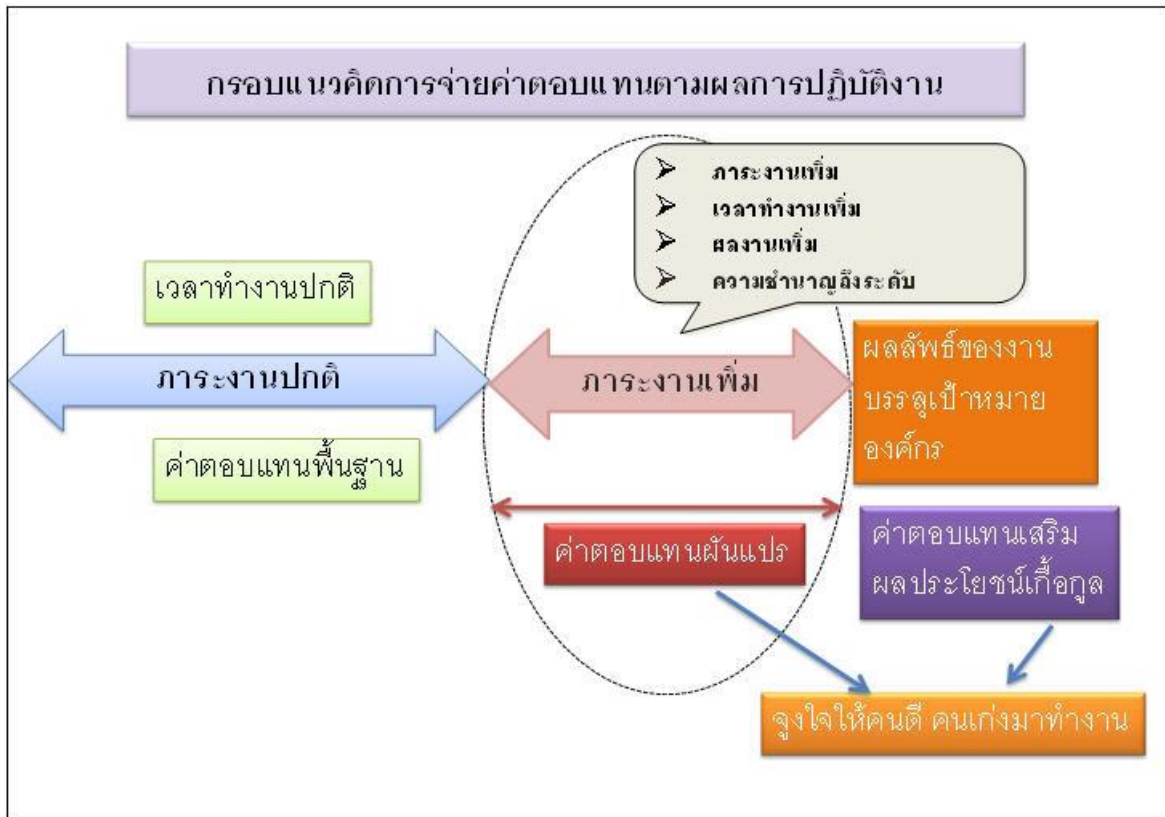 กรอบแนวคิดการจ่ายค่าตอบแทนตามผลการปฏิบัติงาน
➢ ภาระงานเพิ่ม
➢ เวลาทำงานเพิ่ม
➢ ผลงานเพิ่ม
➢ ความชำนาญถึงระดับ
เวลาทำงานปกติ
ภาระงานปกติ
ค่าตอบแทนพื้นฐาน
ภาระงานเพิ่ม
ผลลัพธ์ของงาน
บรรลุเป้าหมาย
องค์กร
ค่าตอบแทนผันแปร
ค่าตอบแทนเสริม
ผลประโยชน์เกื้อกูล
จูงใจให้คนดี คนเก่งมาทำงาน